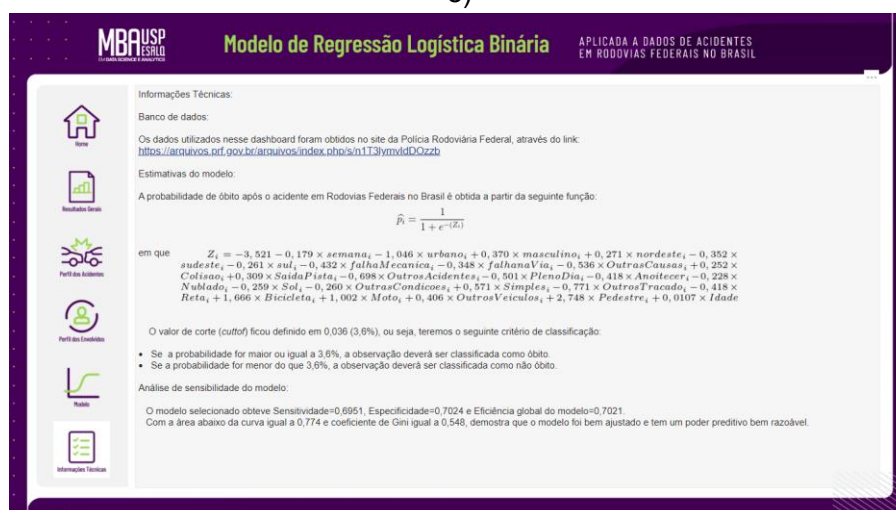 MBA USP ESALQ
EM DATA SCIENCE E ANALYTICS
Modelo de Regressão Logística Binária
APLICADA A DADOS DE ACIDENTES
EM RODOVIAS FEDERAIS NO BRASIL
Home
Resultados Gerais
Perfil dos Acidentes
Perfil dos Envolvidos
Modelo
Informações Técnicas
Informações Técnicas:
Banco de dados:
Os dados utilizados nesse dashboard foram obtidos no site da Polícia Rodoviária Federal, através do link:
https://arquivos.prf.gov.br/arquivos/index.php/s/n1T3lymvldDOzzb
Estimativas do modelo:
A probabilidade de óbito após o acidente em Rodovias Federais no Brasil é obtida a partir da seguinte função:
p̂ᵢ = 1 / (1 + e^−(Zᵢ))
em que Zᵢ = −3, 521 − 0, 179 × semanaᵢ − 1, 046 × urbanoᵢ + 0, 370 × masculinoᵢ + 0, 271 × nordesteᵢ − 0, 352 ×
sudesteᵢ − 0, 261 × sulᵢ − 0, 432 × falhaMecanicaᵢ − 0, 348 × falhanaViaᵢ − 0, 536 × OutrasCausasᵢ + 0, 252 ×
Colisaoᵢ + 0, 309 × SaidaPistaᵢ − 0, 698 × OutrosAcidentesᵢ − 0, 501 × PlenoDiaᵢ − 0, 418 × Anoitecerᵢ − 0, 228 ×
Nubladoᵢ − 0, 259 × Solᵢ − 0, 260 × OutrasCondicoesᵢ + 0, 571 × Simplesᵢ − 0, 771 × OutrosTracadoᵢ − 0, 418 ×
Retaᵢ + 1, 666 × Bicicletaᵢ + 1, 002 × Motoᵢ + 0, 406 × OutrosVeiculosᵢ + 2, 748 × Pedestreᵢ + 0, 0107 × Idade
O valor de corte (cuttof) ficou definido em 0,036 (3,6%), ou seja, teremos o seguinte critério de classificação:
• Se a probabilidade for maior ou igual a 3,6%, a observação deverá ser classificada como óbito.
• Se a probabilidade for menor do que 3,6%, a observação deverá ser classificada como não óbito.
Análise de sensibilidade do modelo:
O modelo selecionado obteve Sensitividade=0,6951, Especificidade=0,7024 e Eficiência global do modelo=0,7021.
Com a área abaixo da curva igual a 0,774 e coeficiente de Gini igual a 0,548, demostra que o modelo foi bem ajustado e tem um poder preditivo bem razoável.